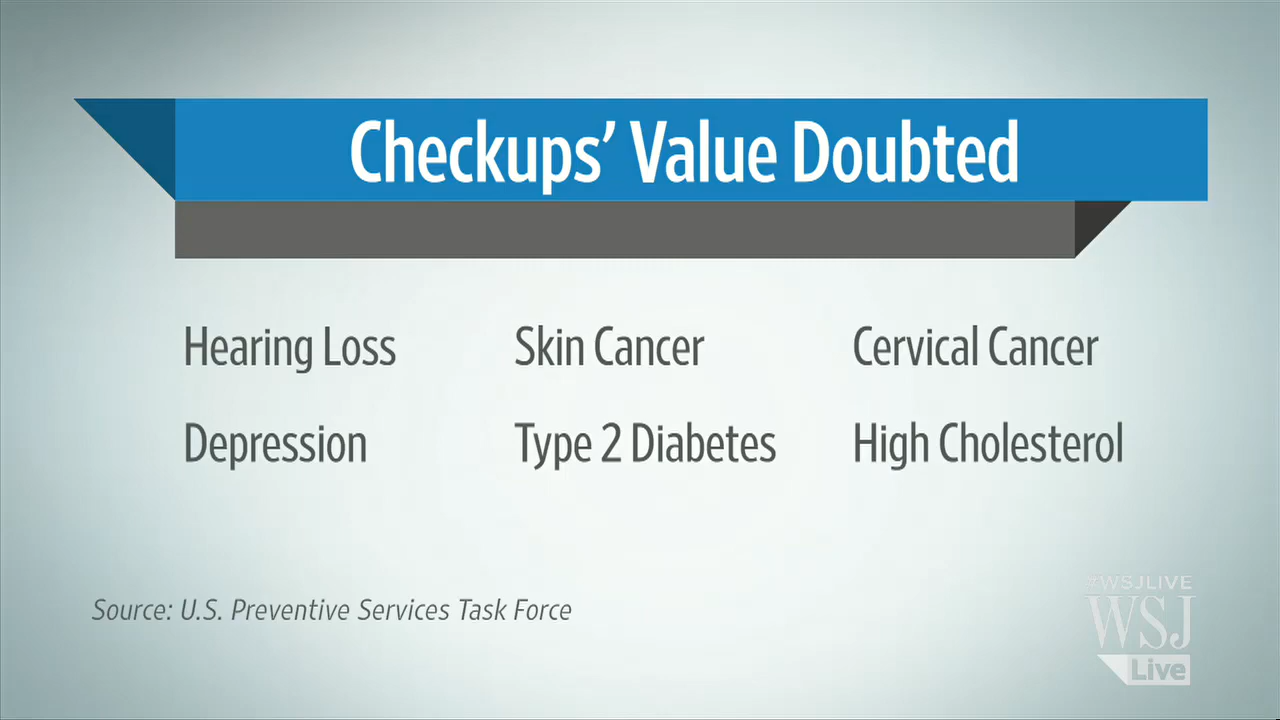 Checkups’ Value Doubted
Hearing Loss
Skin Cancer
Cervical Cancer
Depression
Type 2 Diabetes
High Cholesterol
Source: U.S. Preventive Services Task Force
#WSJLIVE
WSJ
Live